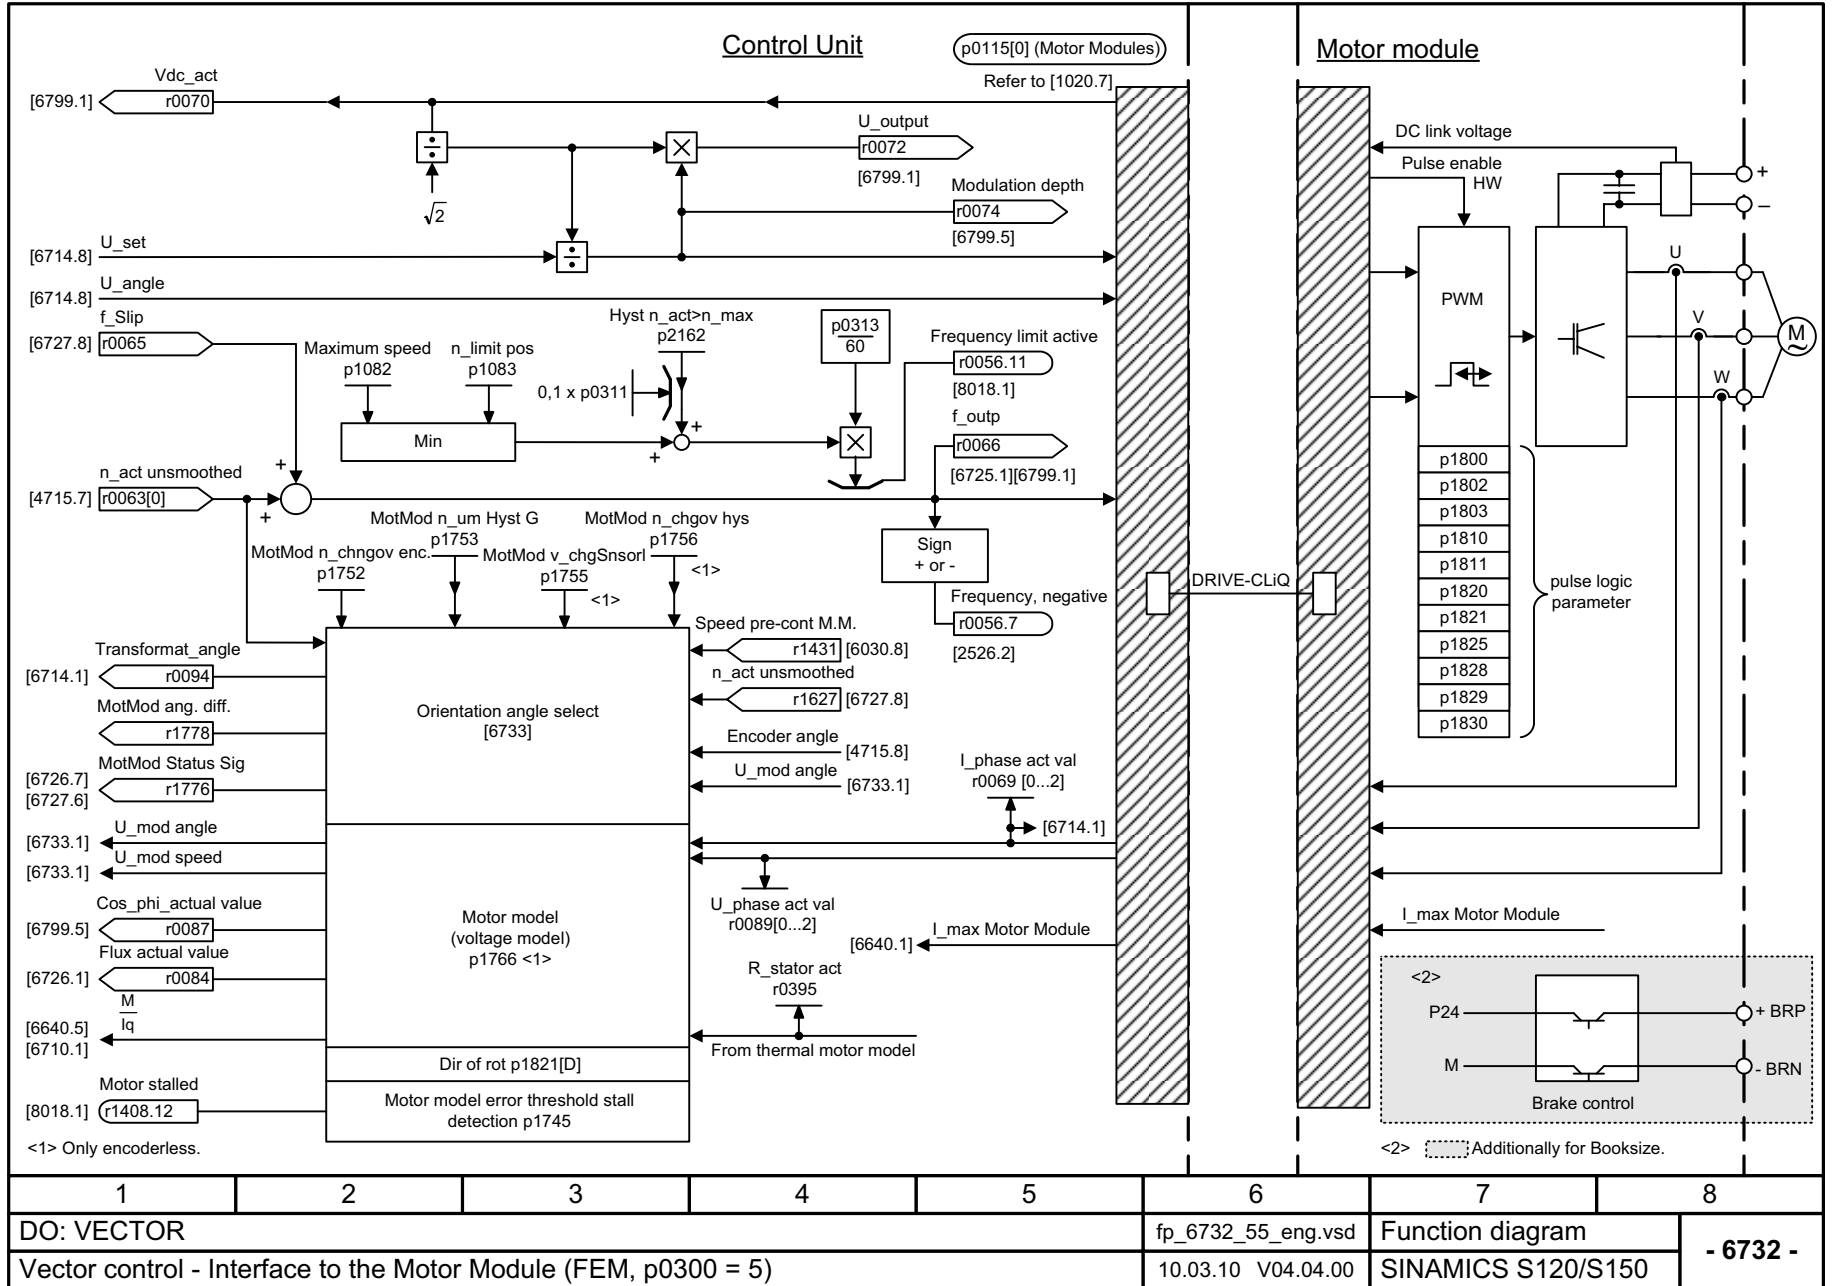 Control Unit
p0115[0] (Motor Modules)
Refer to [1020.7]
Motor module
Vdc_act
[6799.1]
r0070
÷
√2
U_output
r0072
[6799.1]
Modulation depth
r0074
[6799.5]
U_set
[6714.8]
÷
U_angle
[6714.8]
f_Slip
[6727.8]
r0065
Maximum speed
p1082
n_limit pos
p1083
Min
Hyst n_act>n_max
p2162
0,1 x p0311
+
+
p0313
60
Frequency limit active
r0056.11
[8018.1]
f_outp
r0066
[6725.1][6799.1]
n_act unsmoothed
[4715.7]
r0063[0]
+
+
Sign
+ or -
Frequency, negative
r0056.7
[2526.2]
MotMod n_um Hyst G
p1753
MotMod n_chgov hys
p1756
<1>
MotMod n_chngov enc.
p1752
MotMod v_chgSnsorl
p1755
<1>
Speed pre-cont M.M.
r1431
[6030.8]
n_act unsmoothed
r1627
[6727.8]
Encoder angle
[4715.8]
U_mod angle
[6733.1]
Transformat_angle
[6714.1]
r0094
MotMod ang. diff.
r1778
MotMod Status Sig
[6726.7]
[6727.6]
r1776
Orientation angle select
[6733]
U_mod angle
[6733.1]
U_mod speed
[6733.1]
Cos_phi_actual value
[6799.5]
r0087
Flux actual value
[6726.1]
r0084
M
Iq
[6640.5]
[6710.1]
Motor model
(voltage model)
p1766 <1>
Dir of rot p1821[D]
Motor model error threshold stall
detection p1745
Motor stalled
[8018.1]
r1408.12
<1> Only encoderless.
I_phase act val
r0069 [0...2]
[6714.1]
U_phase act val
r0089[0...2]
[6640.1]
I_max Motor Module
R_stator act
r0395
From thermal motor model
DRIVE-CLiQ
DC link voltage
Pulse enable
HW
+
–
PWM
U
V
W
M
~
p1800
p1802
p1803
p1810
p1811
p1820
p1821
p1825
p1828
p1829
p1830
pulse logic
parameter
I_max Motor Module
<2>
P24
+ BRP
M
- BRN
Brake control
<2>
Additionally for Booksize.
1
2
3
4
5
6
7
8
DO: VECTOR
fp_6732_55_eng.vsd
Function diagram
- 6732 -
Vector control - Interface to the Motor Module (FEM, p0300 = 5)
10.03.10 V04.04.00
SINAMICS S120/S150